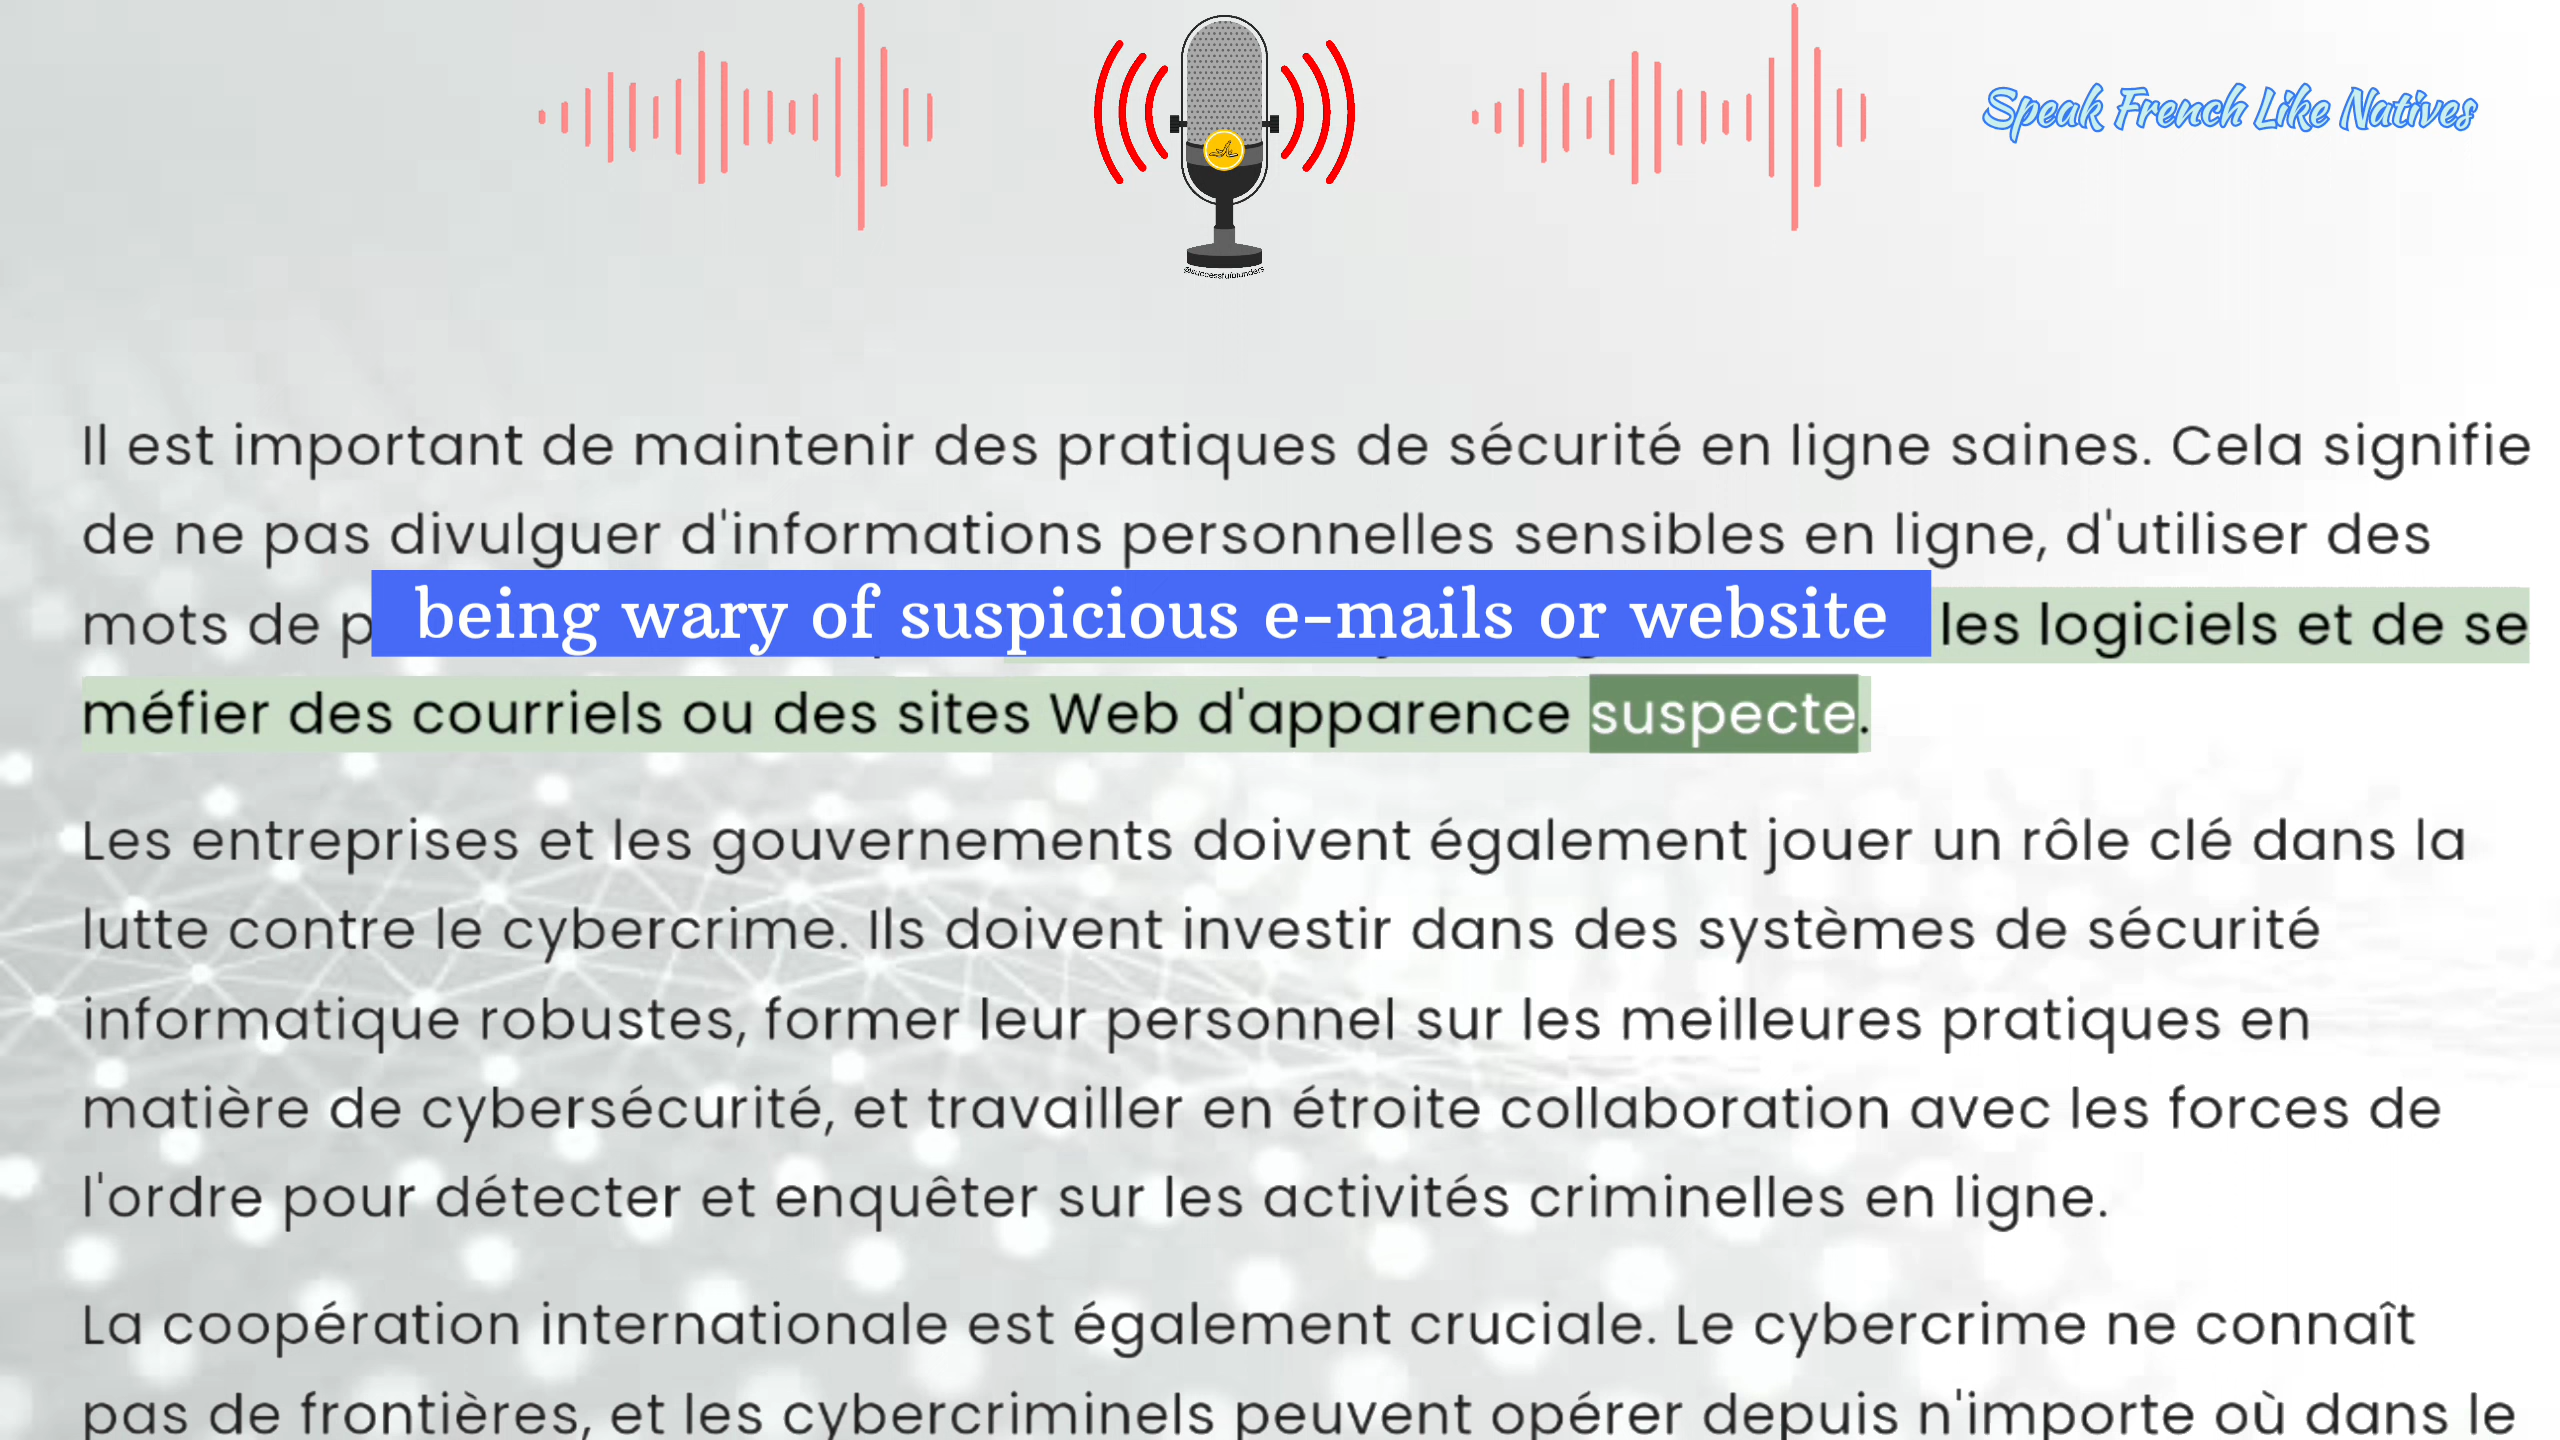 Speak French Like Natives
@successfulblunders
Il est important de maintenir des pratiques de sécurité en ligne saines. Cela signifie
de ne pas divulguer d'informations personnelles sensibles en ligne, d'utiliser des
mots de p
being wary of suspicious e-mails or website
les logiciels et de se
méfier des courriels ou des sites Web d'apparence suspecte.
Les entreprises et les gouvernements doivent également jouer un rôle clé dans la
lutte contre le cybercrime. Ils doivent investir dans des systèmes de sécurité
informatique robustes, former leur personnel sur les meilleures pratiques en
matière de cybersécurité, et travailler en étroite collaboration avec les forces de
l'ordre pour détecter et enquêter sur les activités criminelles en ligne.
La coopération internationale est également cruciale. Le cybercrime ne connaît
pas de frontières, et les cybercriminels peuvent opérer depuis n'importe où dans le